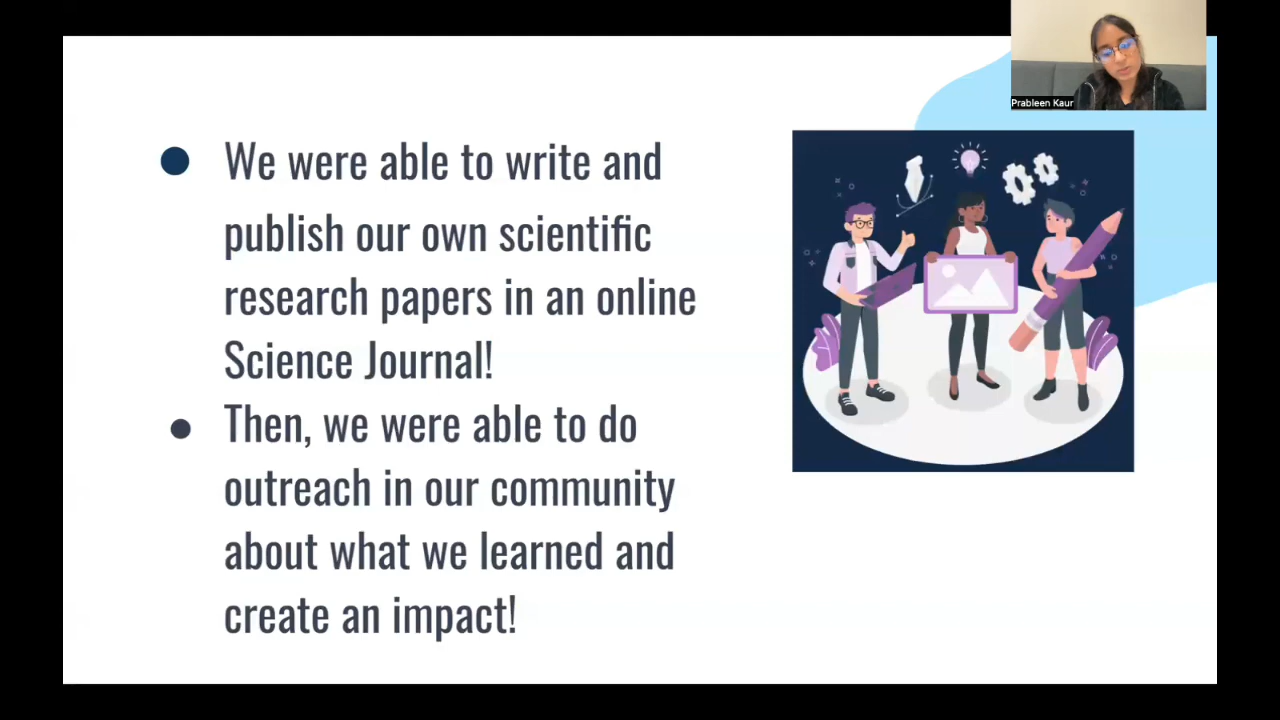 Prableen Kaur
We were able to write and
publish our own scientific
research papers in an online
Science Journal!
Then, we were able to do
outreach in our community
about what we learned and
create an impact!